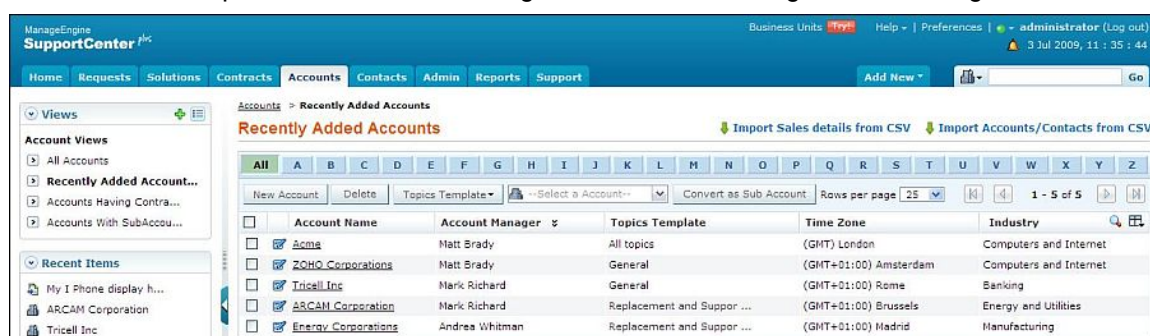 ManageEngine
SupportCenter plus
Business Units Try! Help | Preferences | administrator (Log out)
3 Jul 2009, 11 : 35 : 44
Home Requests Solutions Contracts Accounts Contacts Admin Reports Support Add New Go
Views
Account Views
All Accounts
Recently Added Account...
Accounts Having Contra...
Accounts With SubAccou...
Recent Items
My I Phone display h...
ARCAM Corporation
Tricell Inc
Accounts > Recently Added Accounts
Recently Added Accounts Import Sales details from CSV Import Accounts/Contacts from CSV
All A B C D E F G H I J K L M N O P Q R S T U V W X Y Z
New Account Delete Topics Template --Select a Account-- Convert as Sub Account Rows per page 25 1 - 5 of 5
Account Name Account Manager Topics Template Time Zone Industry
Acme Matt Brady All topics (GMT) London Computers and Internet
ZOHO Corporations Matt Brady General (GMT+01:00) Amsterdam Computers and Internet
Tricell Inc Mark Richard General (GMT+01:00) Rome Banking
ARCAM Corporation Mark Richard Replacement and Suppor ... (GMT+01:00) Brussels Energy and Utilities
Energy Corporations Andrea Whitman Replacement and Suppor ... (GMT+01:00) Madrid Manufacturing